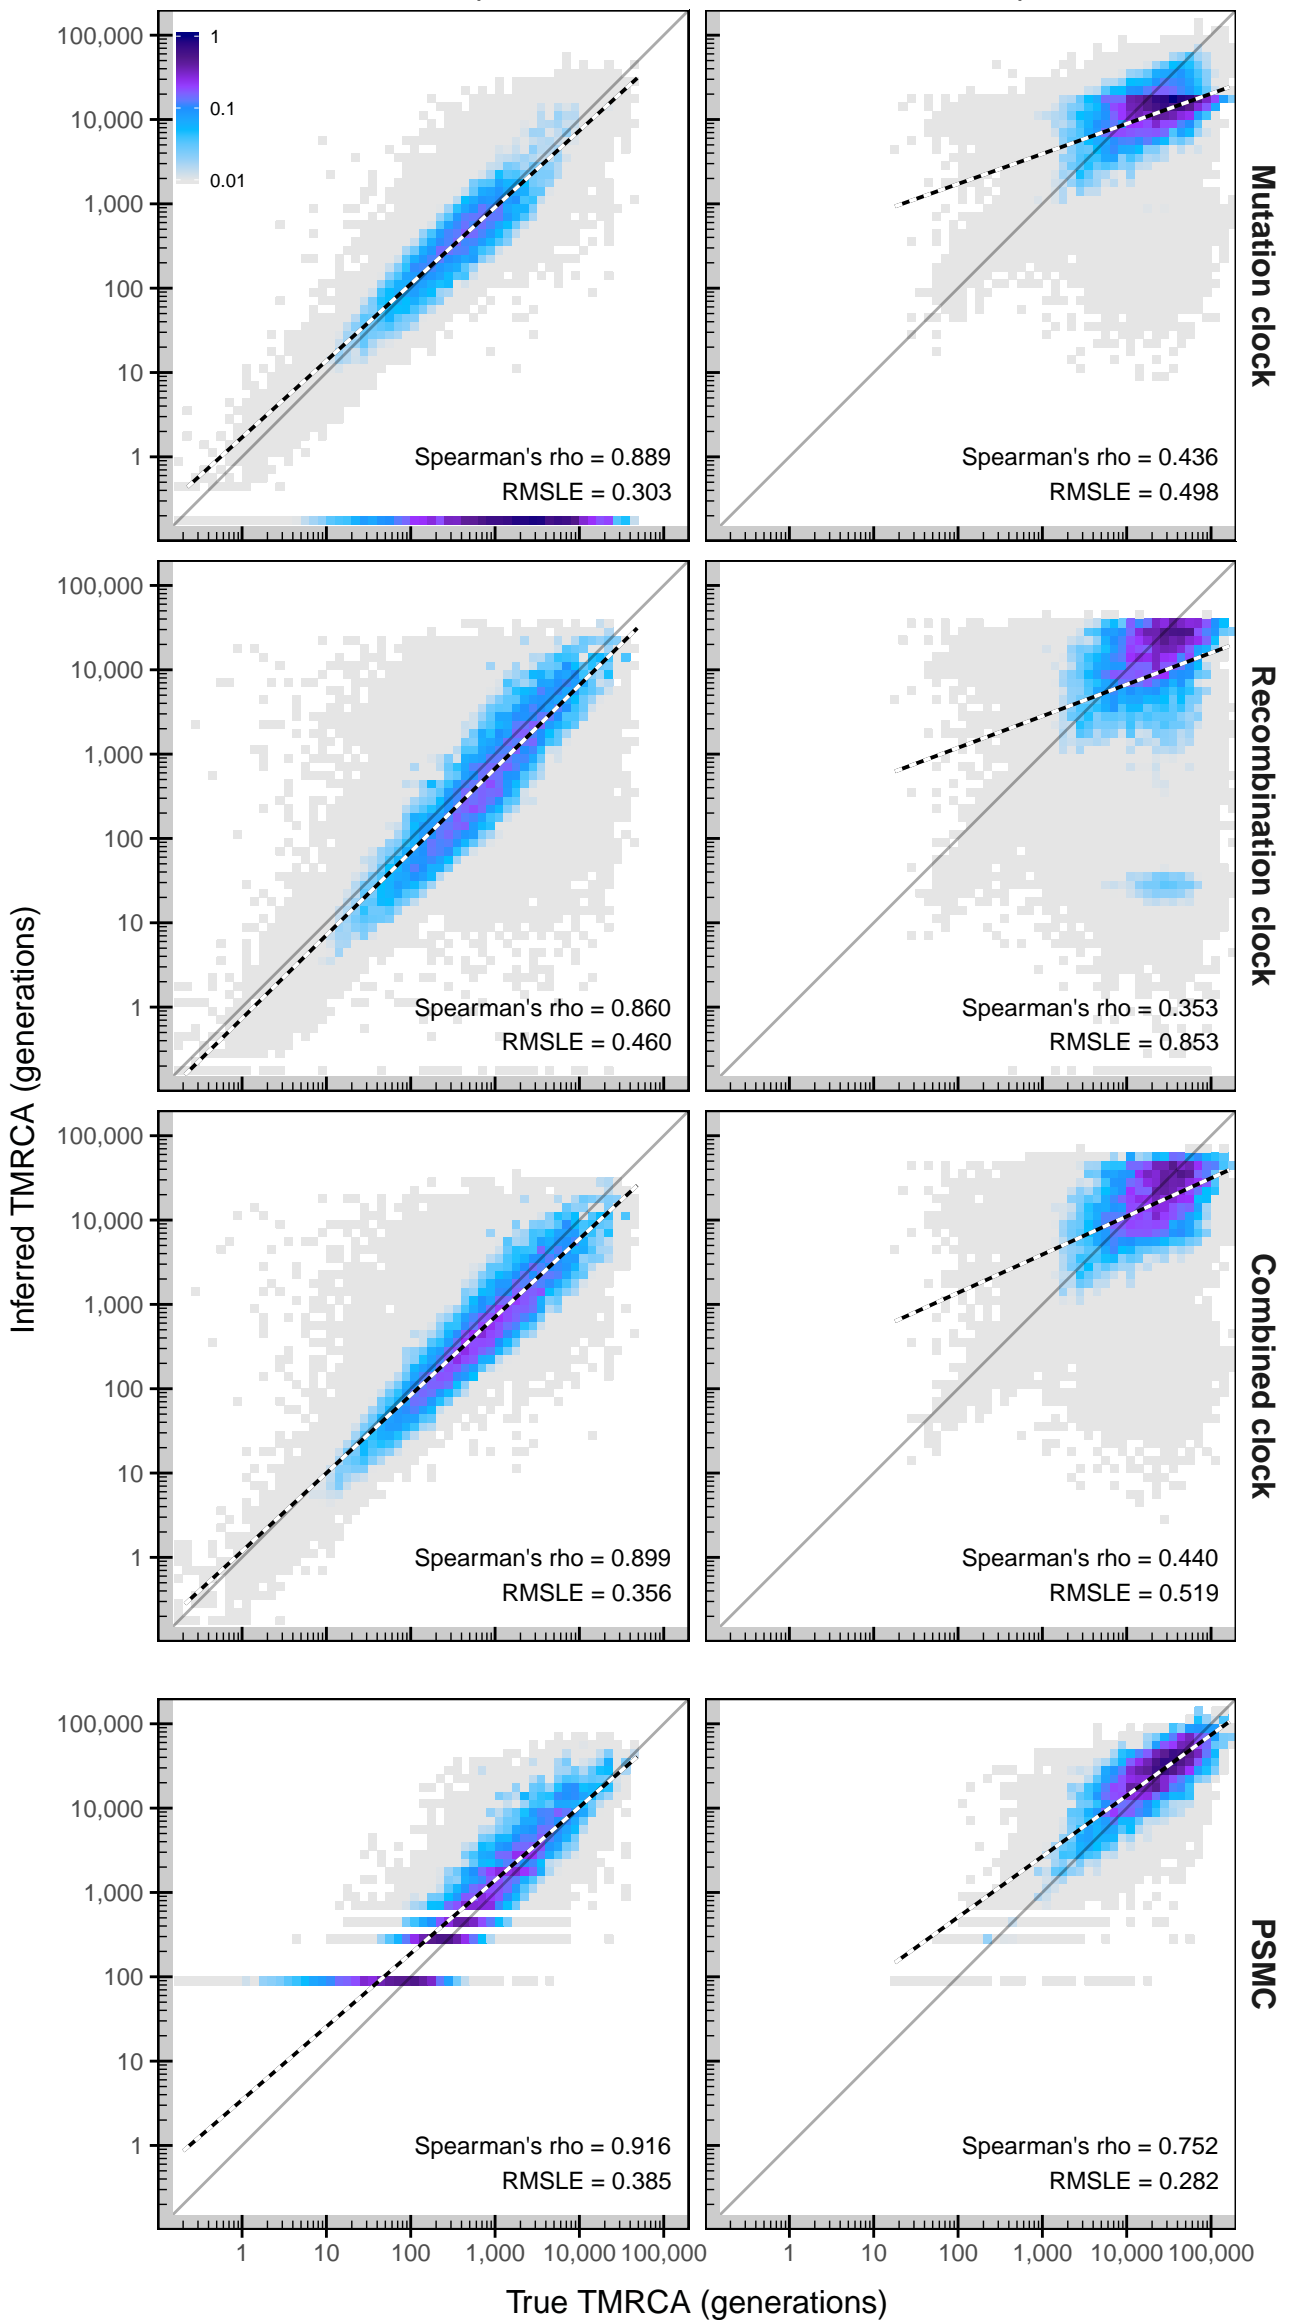 100,000
10,000
1,000
100
10
1
1
0.1
0.01
Spearman's rho = 0.889
RMSLE = 0.303
Spearman's rho = 0.436
RMSLE = 0.498
Mutation clock
100,000
10,000
1,000
100
10
1
Spearman's rho = 0.860
RMSLE = 0.460
Spearman's rho = 0.353
RMSLE = 0.853
Recombination clock
Inferred TMRCA (generations)
100,000
10,000
1,000
100
10
1
Spearman's rho = 0.899
RMSLE = 0.356
Spearman's rho = 0.440
RMSLE = 0.519
Combined clock
100,000
10,000
1,000
100
10
1
Spearman's rho = 0.916
RMSLE = 0.385
Spearman's rho = 0.752
RMSLE = 0.282
PSMC
1 10 100 1,000 10,000 100,000
1 10 100 1,000 10,000 100,000
True TMRCA (generations)